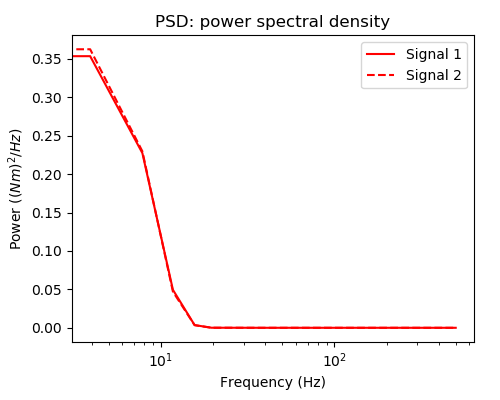 PSD: power spectral density
Signal 1
Signal 2
Power ((Nm)²/Hz)
0.35
0.30
0.25
0.20
0.15
0.10
0.05
0.00
10¹ 10²
Frequency (Hz)